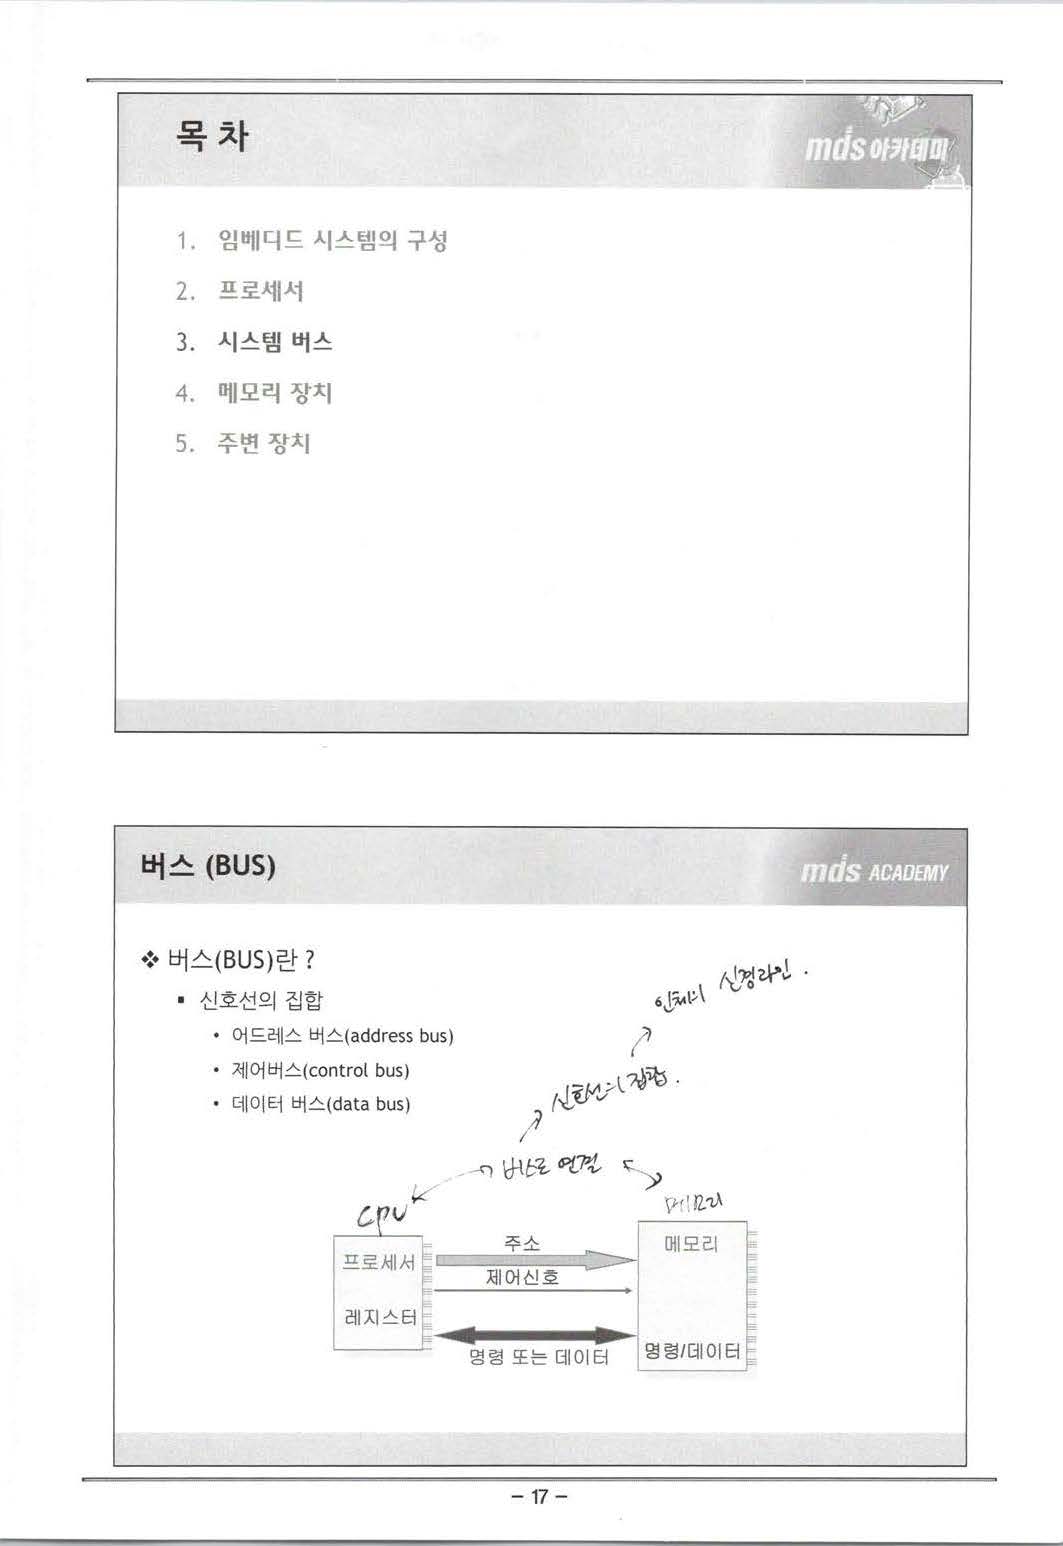 목 차
mds 아카데미
1. 임베디드 시스템의 구성
2. 프로세서
3. 시스템 버스
4. 메모리 장치
5. 주변 장치
버스 (BUS)
mds ACADEMY
❖ 버스(BUS)란 ?
▪ 신호선의 집합
• 어드레스 버스(address bus)
• 제어버스(control bus)
• 데이터 버스(data bus)
인체의 신경라인 .
신호선의 집합 .
버스로 연결
CPU
메모리
프로세서
레지스터
주소
제어신호
명령 또는 데이터
메모리
명령/데이터
- 17 -